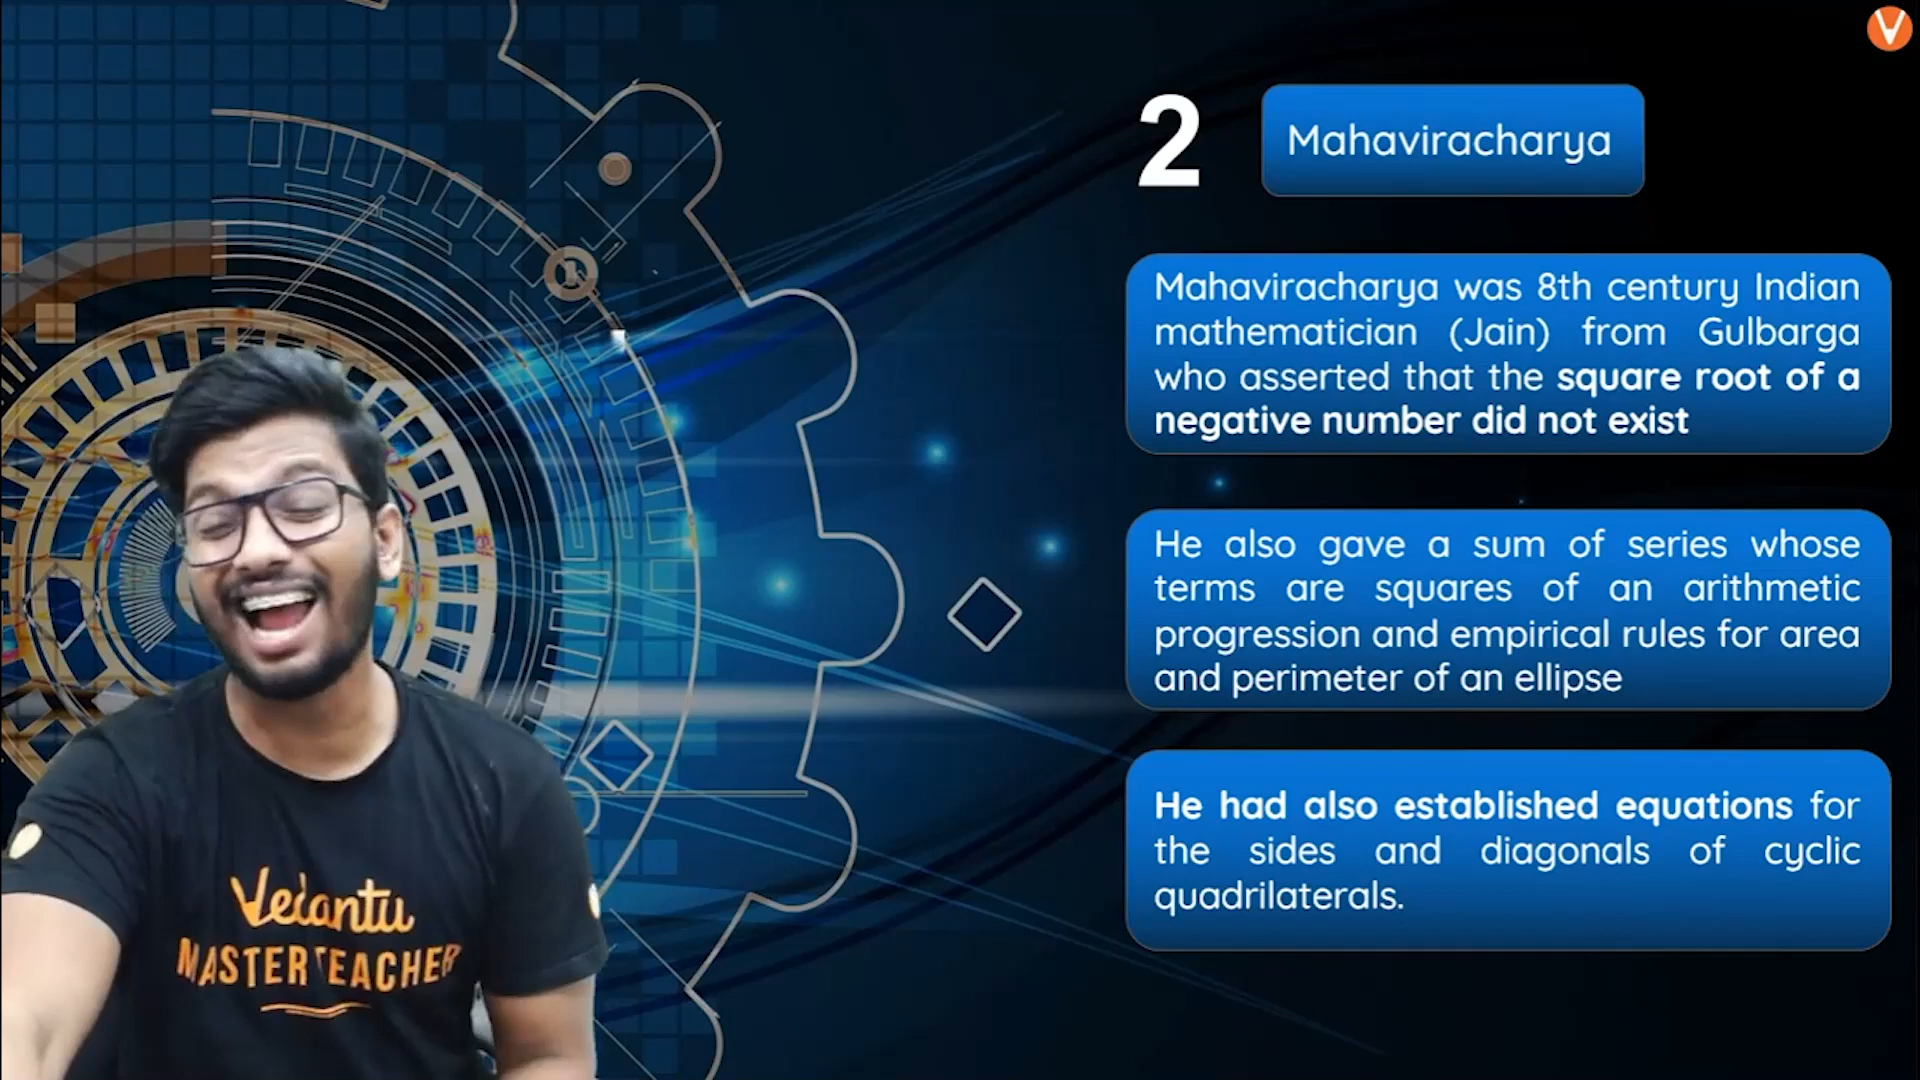 2
Mahaviracharya
Mahaviracharya was 8th century Indian
mathematician (Jain) from Gulbarga
who asserted that the square root of a
negative number did not exist
He also gave a sum of series whose
terms are squares of an arithmetic
progression and empirical rules for area
and perimeter of an ellipse
He had also established equations for
the sides and diagonals of cyclic
quadrilaterals.
Vedantu
MASTER TEACHER